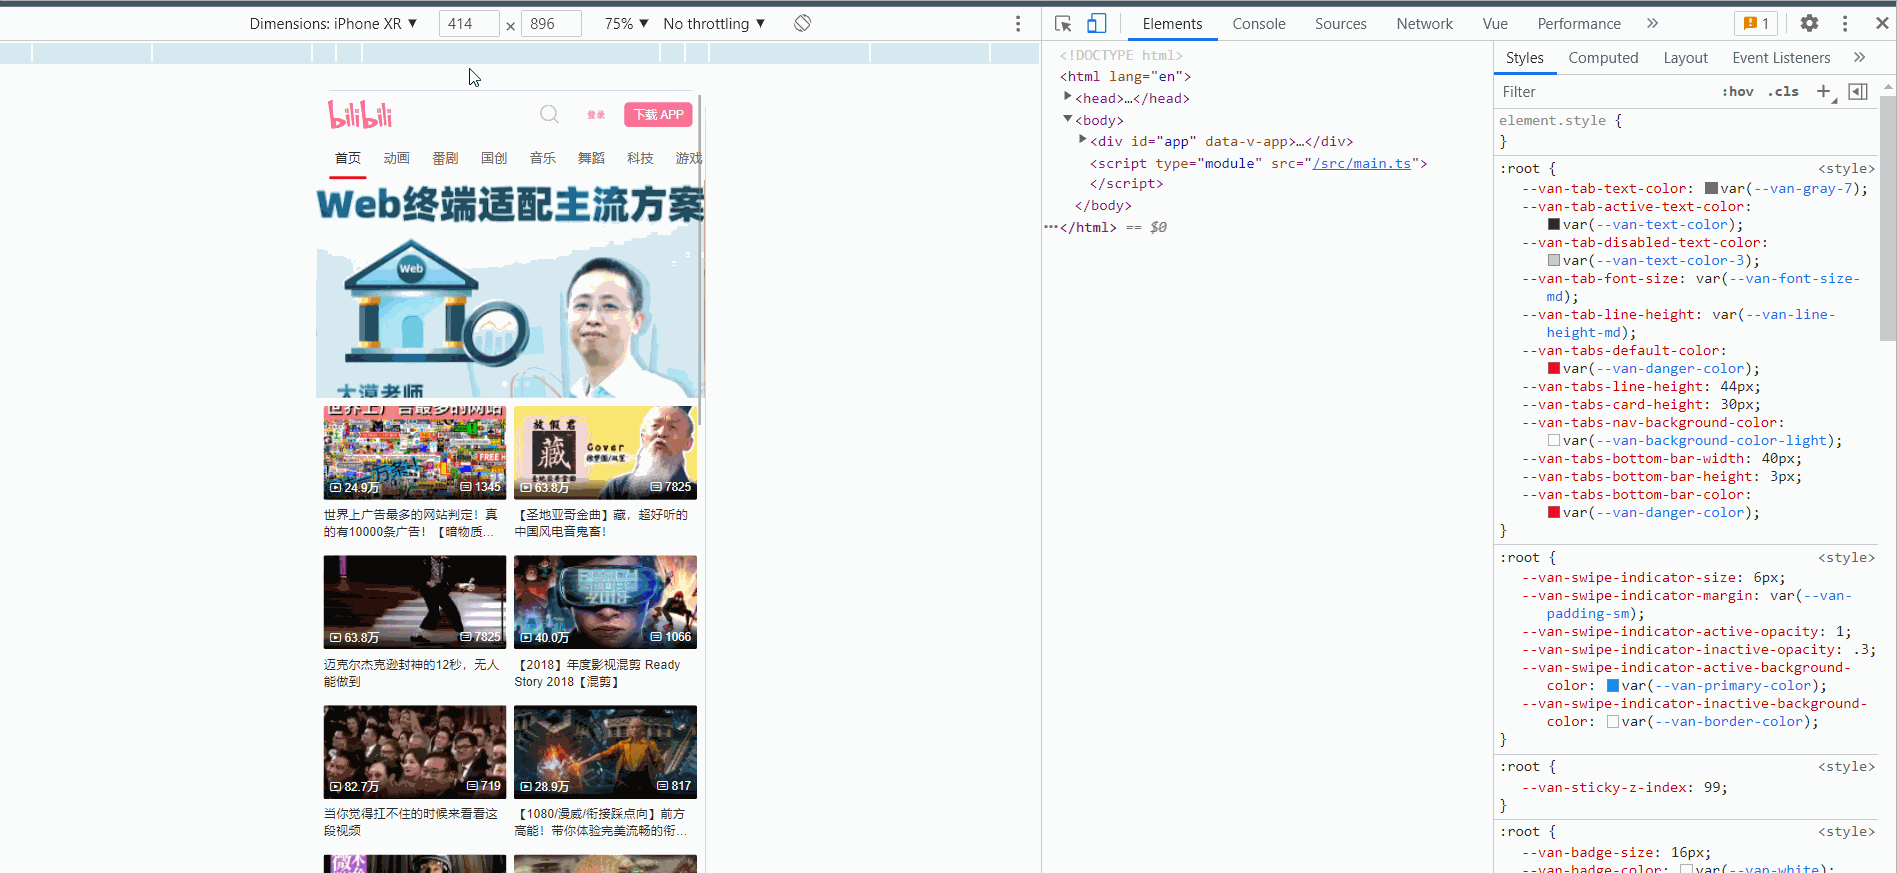 Dimensions: iPhone XR ▼ 414 × 896 75% ▼ No throttling ▼
Elements Console Sources Network Vue Performance » 1
bilibili 登录 下载 APP
首页 动画 番剧 国创 音乐 舞蹈 科技 游戏
Web终端适配主流方案
Web
大漠老师
世界上广告最多的网站
FREE
一万条!
24.9万 1345
放假君
藏
Cover
63.8万 7825
世界上广告最多的网站判定！真
的有10000条广告！【暗物质...
【圣地亚哥金曲】藏，超好听的
中国风电音鬼畜！
63.8万 7825
READY
2018
40.0万 1066
迈克尔杰克逊封神的12秒，无人
能做到
【2018】年度影视混剪 Ready
Story 2018【混剪】
82.7万 719
28.9万 817
当你觉得扛不住的时候来看看这
段视频
【1080/漫威/衔接踩点向】前方
高能！带你体验完美流畅的衔...
<!DOCTYPE html>
<html lang="en">
<head>…</head>
<body>
<div id="app" data-v-app>…</div>
<script type="module" src="/src/main.ts">
</script>
</body>
</html> == $0
Styles Computed Layout Event Listeners »
Filter :hov .cls +
element.style {
}
:root { <style>
--van-tab-text-color: var(--van-gray-7);
--van-tab-active-text-color:
var(--van-text-color);
--van-tab-disabled-text-color:
var(--van-text-color-3);
--van-tab-font-size: var(--van-font-size-
md);
--van-tab-line-height: var(--van-line-
height-md);
--van-tabs-default-color:
var(--van-danger-color);
--van-tabs-line-height: 44px;
--van-tabs-card-height: 30px;
--van-tabs-nav-background-color:
var(--van-background-color-light);
--van-tabs-bottom-bar-width: 40px;
--van-tabs-bottom-bar-height: 3px;
--van-tabs-bottom-bar-color:
var(--van-danger-color);
}
:root { <style>
--van-swipe-indicator-size: 6px;
--van-swipe-indicator-margin: var(--van-
padding-sm);
--van-swipe-indicator-active-opacity: 1;
--van-swipe-indicator-inactive-opacity: .3;
--van-swipe-indicator-active-background-
color: var(--van-primary-color);
--van-swipe-indicator-inactive-background-
color: var(--van-border-color);
}
:root { <style>
--van-sticky-z-index: 99;
}
:root { <style>
--van-badge-size: 16px;
--van-badge-color: var(--van-white);